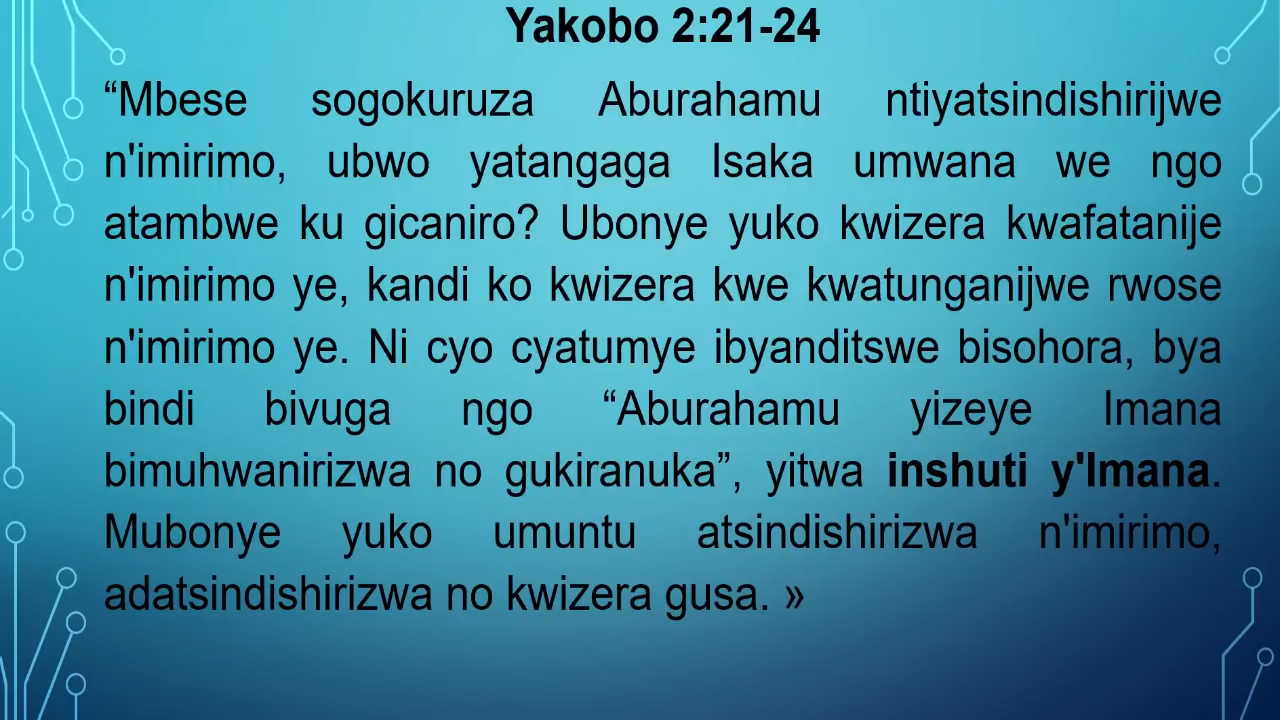 Yakobo 2:21-24
“Mbese sogokuruza Aburahamu ntiyatsindishirijwe
n'imirimo, ubwo yatangaga Isaka umwana we ngo
atambwe ku gicaniro? Ubonye yuko kwizera kwafatanije
n'imirimo ye, kandi ko kwizera kwe kwatunganijwe rwose
n'imirimo ye. Ni cyo cyatumye ibyanditswe bisohora, bya
bindi bivuga ngo “Aburahamu yizeye Imana
bimuhwanirizwa no gukiranuka”, yitwa inshuti y'Imana.
Mubonye yuko umuntu atsindishirizwa n'imirimo,
adatsindishirizwa no kwizera gusa. »